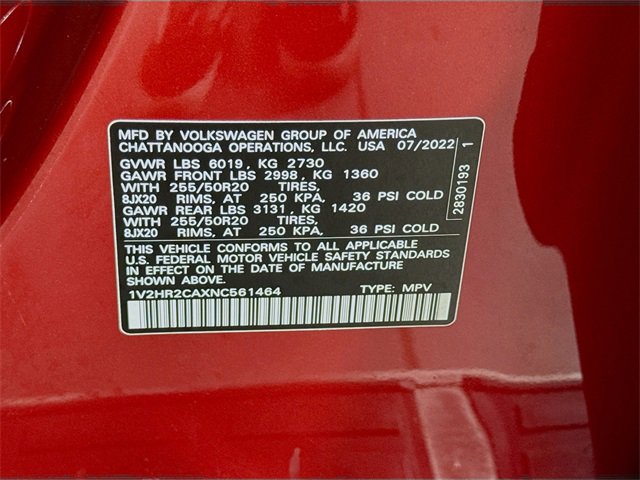 MFD BY VOLKSWAGEN GROUP OF AMERICA
CHATTANOOGA OPERATIONS, LLC. USA 07/2022
GVWR LBS 6019, KG 2730
GAWR FRONT LBS 2998, KG 1360
WITH 255/50R20 TIRES,
8JX20 RIMS, AT 250 KPA, 36 PSI COLD
GAWR REAR LBS 3131, KG 1420
WITH 255/50R20 TIRES,
8JX20 RIMS, AT 250 KPA, 36 PSI COLD
THIS VEHICLE CONFORMS TO ALL APPLICABLE
U.S. FEDERAL MOTOR VEHICLE SAFETY STANDARDS
IN EFFECT ON THE DATE OF MANUFACTURE
SHOWN ABOVE.
1V2HR2CAXNC561464 TYPE: MPV
2830193 1